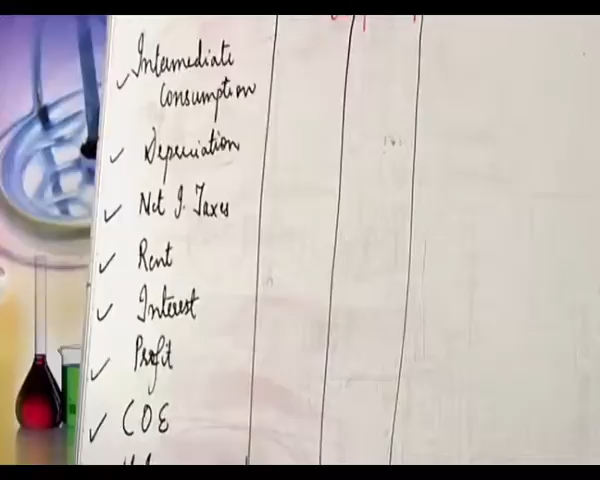 ✓ Intermediate
Consumption
✓ Depreciation
✓ Net I. Taxes
✓ Rent
✓ Interest
✓ Profit
✓ COE